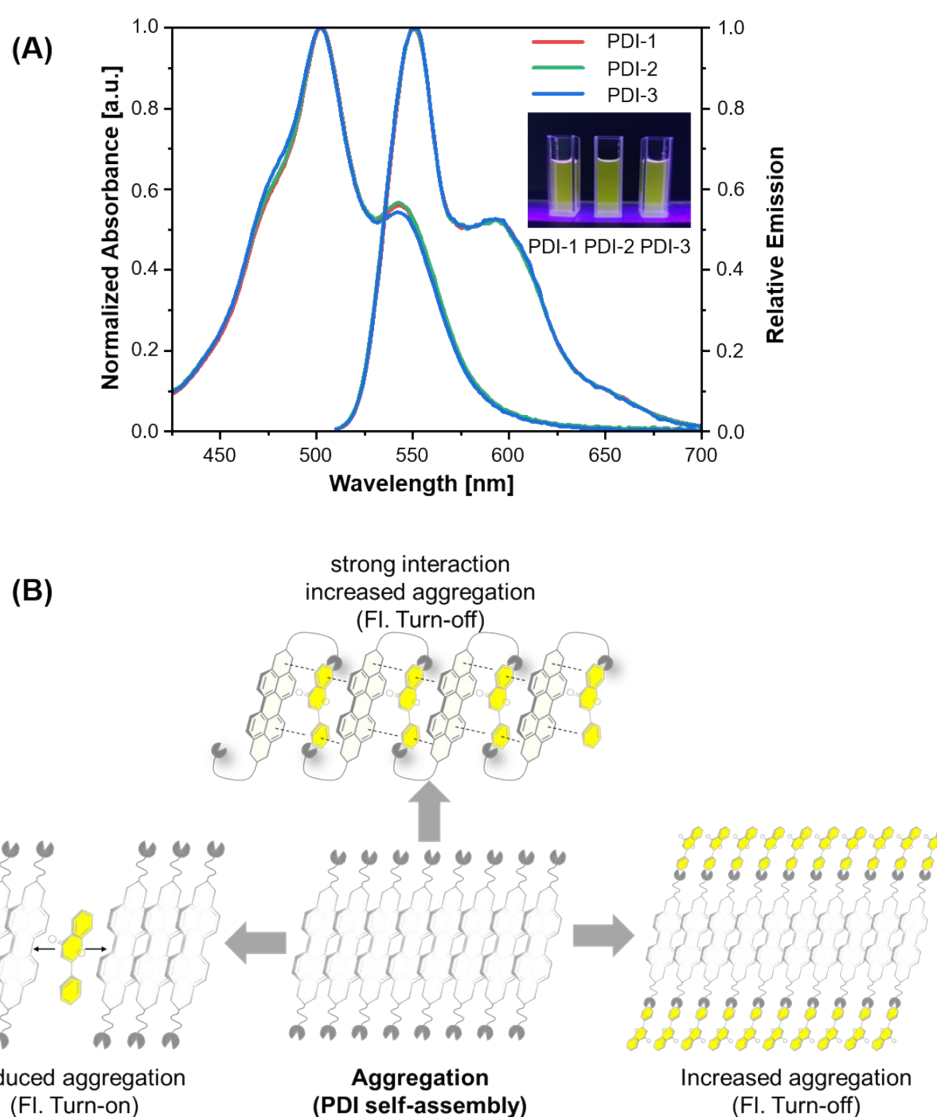 (A)
1.0
0.8
0.6
0.4
0.2
0.0
Normalized Absorbance [a.u.]
1.0
0.8
0.6
0.4
0.2
0.0
Relative Emission
PDI-1
PDI-2
PDI-3
PDI-1 PDI-2 PDI-3
450 500 550 600 650 700
Wavelength [nm]
(B)
strong interaction
increased aggregation
(Fl. Turn-off)
duced aggregation
(Fl. Turn-on)
Aggregation
(PDI self-assembly)
Increased aggregation
(Fl. Turn-off)